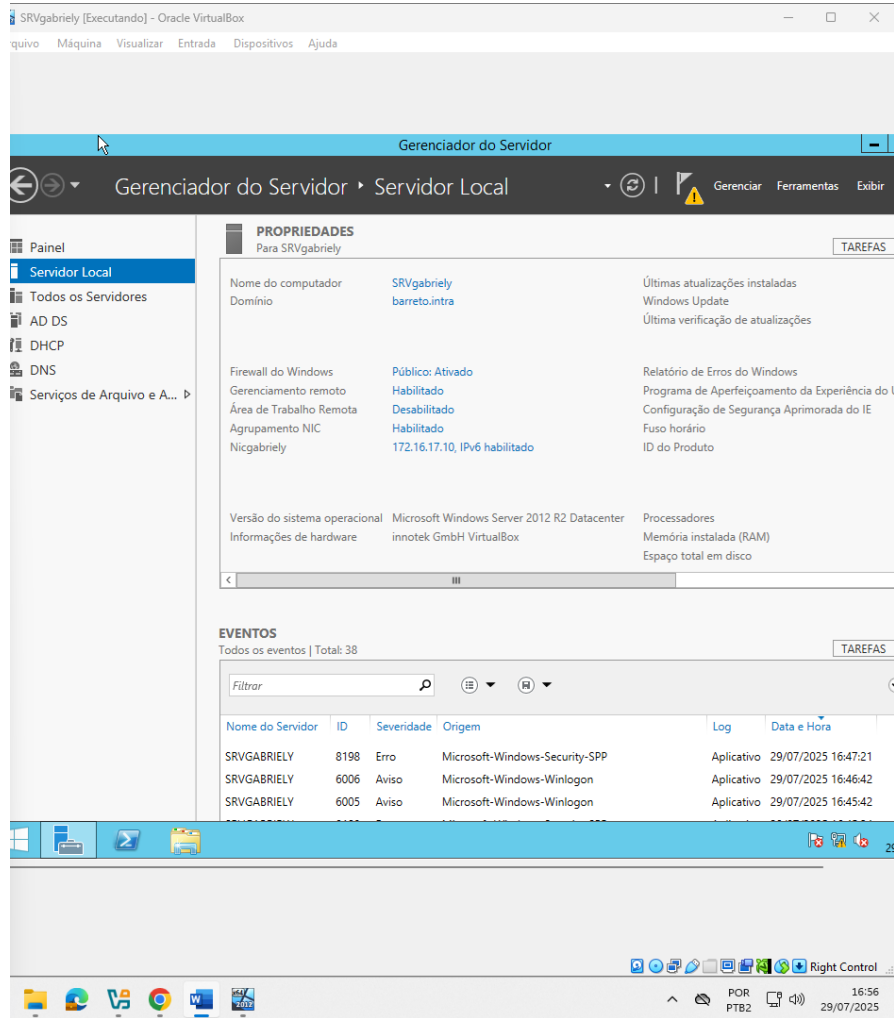 SRVgabriely [Executando] - Oracle VirtualBox
rquivo Máquina Visualizar Entrada Dispositivos Ajuda
Gerenciador do Servidor
Gerenciador do Servidor Servidor Local
Gerenciar Ferramentas Exibir
Painel
Servidor Local
Todos os Servidores
AD DS
DHCP
DNS
Serviços de Arquivo e A...
PROPRIEDADES
Para SRVgabriely
TAREFAS
Nome do computador SRVgabriely Últimas atualizações instaladas
Domínio barreto.intra Windows Update
Última verificação de atualizações
Firewall do Windows Público: Ativado Relatório de Erros do Windows
Gerenciamento remoto Habilitado Programa de Aperfeiçoamento da Experiência do
Área de Trabalho Remota Desabilitado Configuração de Segurança Aprimorada do IE
Agrupamento NIC Habilitado Fuso horário
Nicgabriely 172.16.17.10, IPv6 habilitado ID do Produto
Versão do sistema operacional Microsoft Windows Server 2012 R2 Datacenter Processadores
Informações de hardware innotek GmbH VirtualBox Memória instalada (RAM)
Espaço total em disco
EVENTOS
Todos os eventos | Total: 38
TAREFAS
Filtrar
Nome do Servidor ID Severidade Origem Log Data e Hora
SRVGABRIELY 8198 Erro Microsoft-Windows-Security-SPP Aplicativo 29/07/2025 16:47:21
SRVGABRIELY 6006 Aviso Microsoft-Windows-Winlogon Aplicativo 29/07/2025 16:46:42
SRVGABRIELY 6005 Aviso Microsoft-Windows-Winlogon Aplicativo 29/07/2025 16:45:42
29
Right Control
2012
POR 16:56
PTB2 29/07/2025